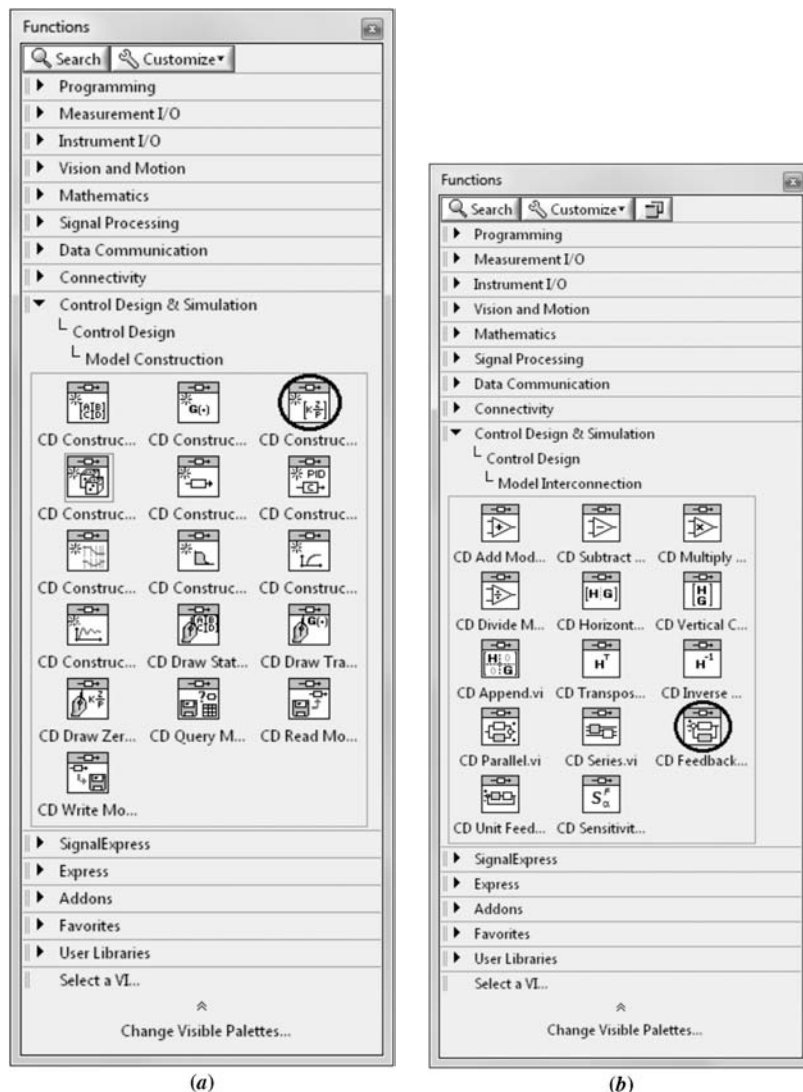 Functions
Search Customize
Programming
Measurement I/O
Instrument I/O
Vision and Motion
Mathematics
Signal Processing
Data Communication
Connectivity
Control Design & Simulation
Control Design
Model Construction
CD Construc... CD Construc... CD Construc...
CD Construc... CD Construc... CD Construc...
CD Construc... CD Construc... CD Construc...
CD Construc... CD Draw Stat... CD Draw Tra...
CD Draw Zer... CD Query M... CD Read Mo...
CD Write Mo...
SignalExpress
Express
Addons
Favorites
User Libraries
Select a VI...
Change Visible Palettes...
(a)
Functions
Search Customize
Programming
Measurement I/O
Instrument I/O
Vision and Motion
Mathematics
Signal Processing
Data Communication
Connectivity
Control Design & Simulation
Control Design
Model Interconnection
CD Add Mod... CD Subtract ... CD Multiply ...
CD Divide M... CD Horizont... CD Vertical C...
CD Append.vi CD Transpos... CD Inverse ...
CD Parallel.vi CD Series.vi CD Feedback...
CD Unit Feed... CD Sensitivit...
SignalExpress
Express
Addons
Favorites
User Libraries
Select a VI...
Change Visible Palettes...
(b)